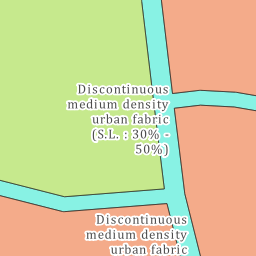 Discontinuous
medium density
urban fabric
(S.L. : 30% -
50%)
Discontinuous
medium density
urban fabric